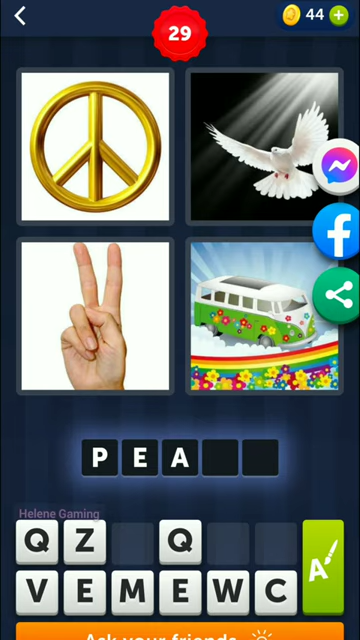 29
44
P E A
Helene Gaming
Q Z Q
V E M E W C
A
Ask your friends